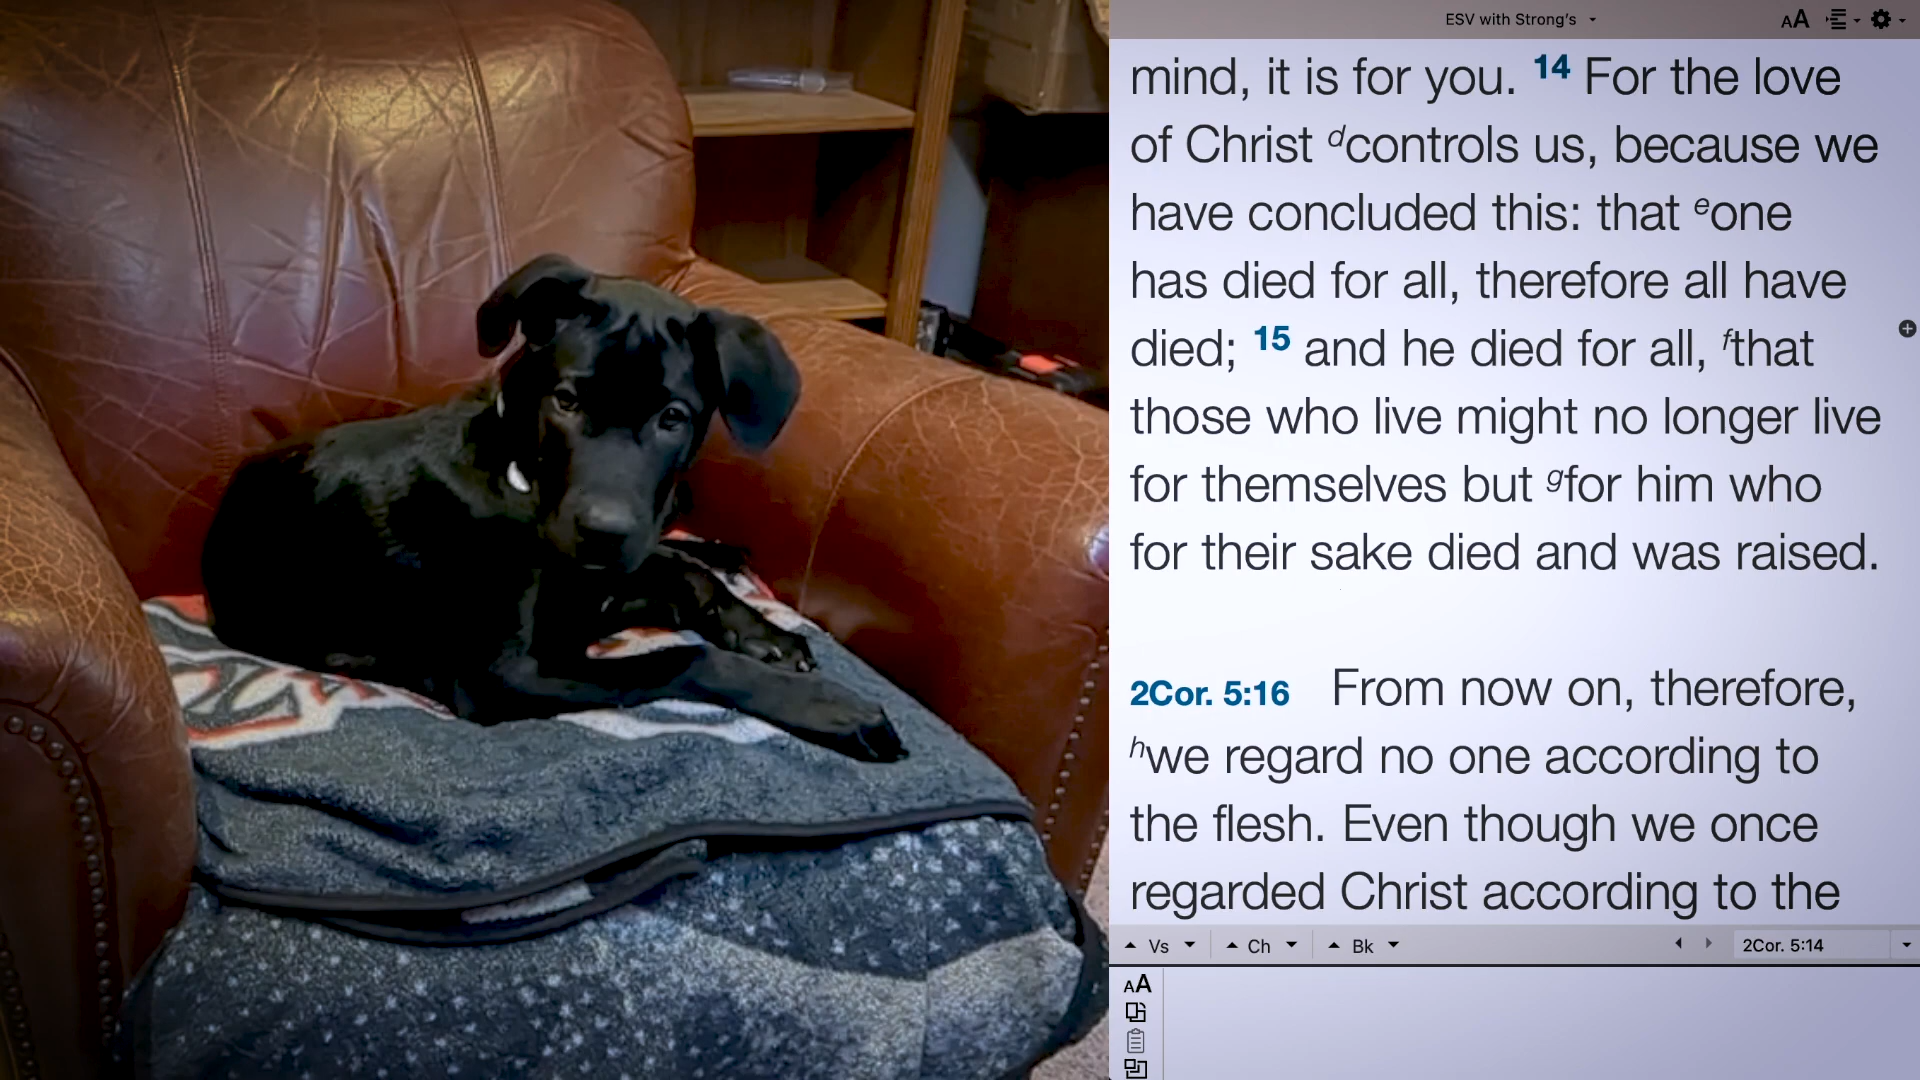 ESV with Strong's
AA
mind, it is for you. 14 For the love
of Christ dcontrols us, because we
have concluded this: that eone
has died for all, therefore all have
died; 15 and he died for all, fthat
those who live might no longer live
for themselves but gfor him who
for their sake died and was raised.
2Cor. 5:16 From now on, therefore,
hwe regard no one according to
the flesh. Even though we once
regarded Christ according to the
Vs Ch Bk 2Cor. 5:14
AA